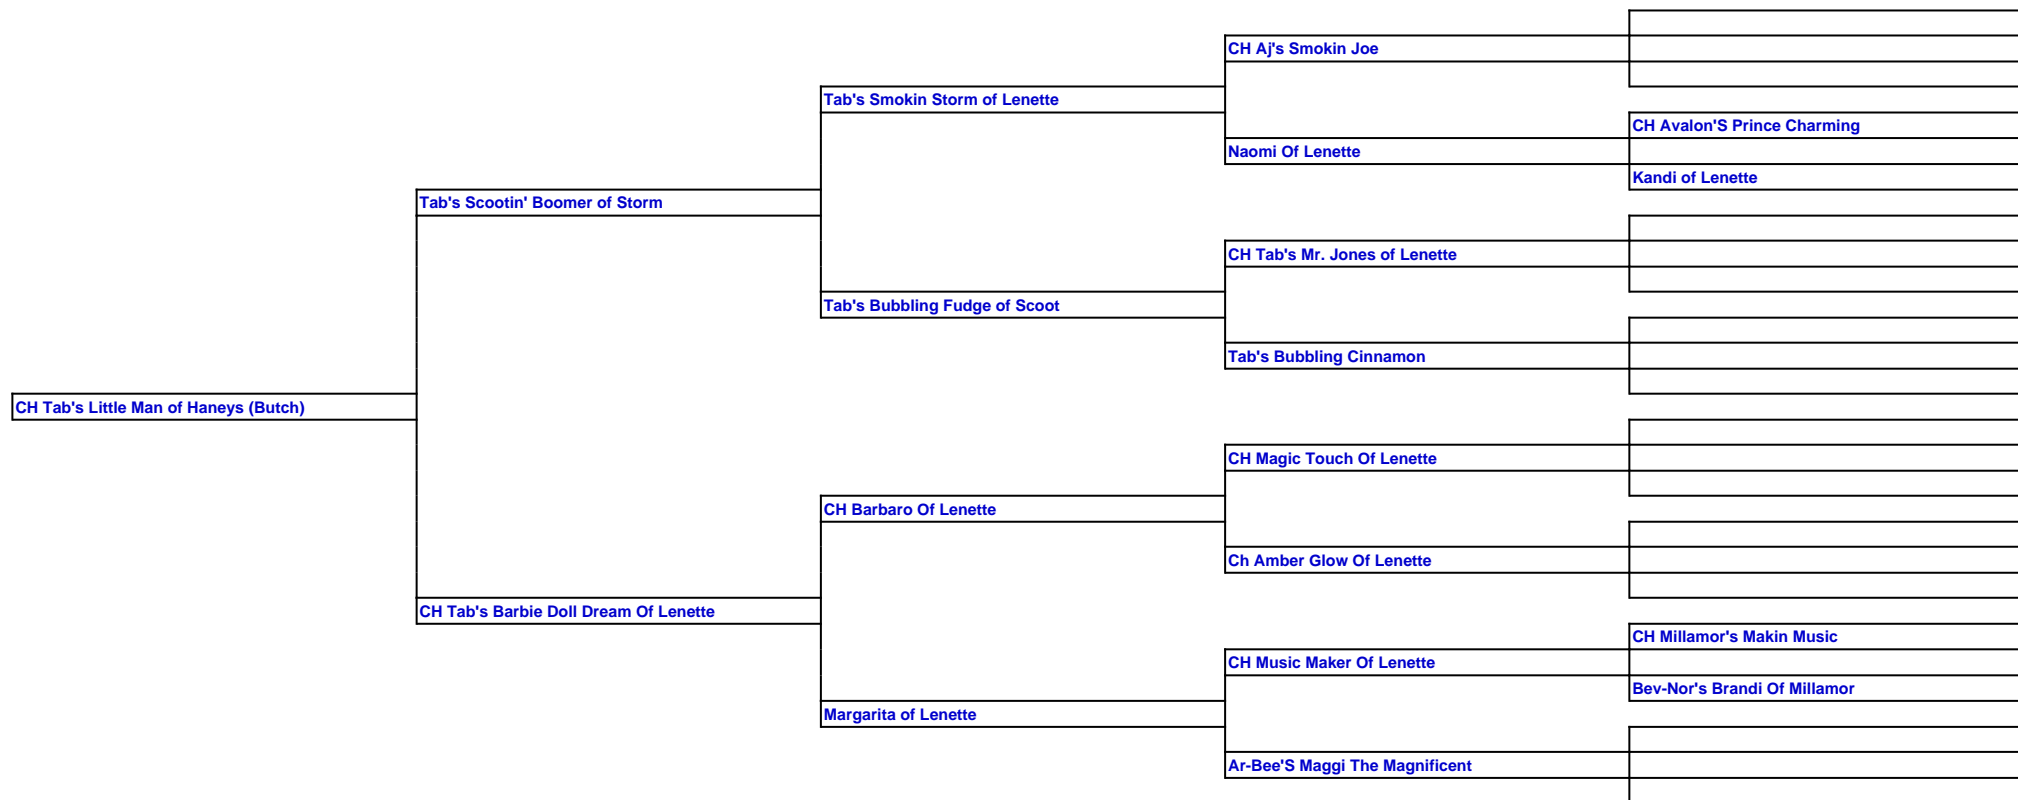 CH Aj's Smokin Joe
Tab's Smokin Storm of Lenette
CH Avalon'S Prince Charming
Naomi Of Lenette
Kandi of Lenette
Tab's Scootin' Boomer of Storm
CH Tab's Mr. Jones of Lenette
Tab's Bubbling Fudge of Scoot
Tab's Bubbling Cinnamon
CH Tab's Little Man of Haneys (Butch)
CH Magic Touch Of Lenette
CH Barbaro Of Lenette
Ch Amber Glow Of Lenette
CH Tab's Barbie Doll Dream Of Lenette
CH Millamor's Makin Music
CH Music Maker Of Lenette
Bev-Nor's Brandi Of Millamor
Margarita of Lenette
Ar-Bee'S Maggi The Magnificent